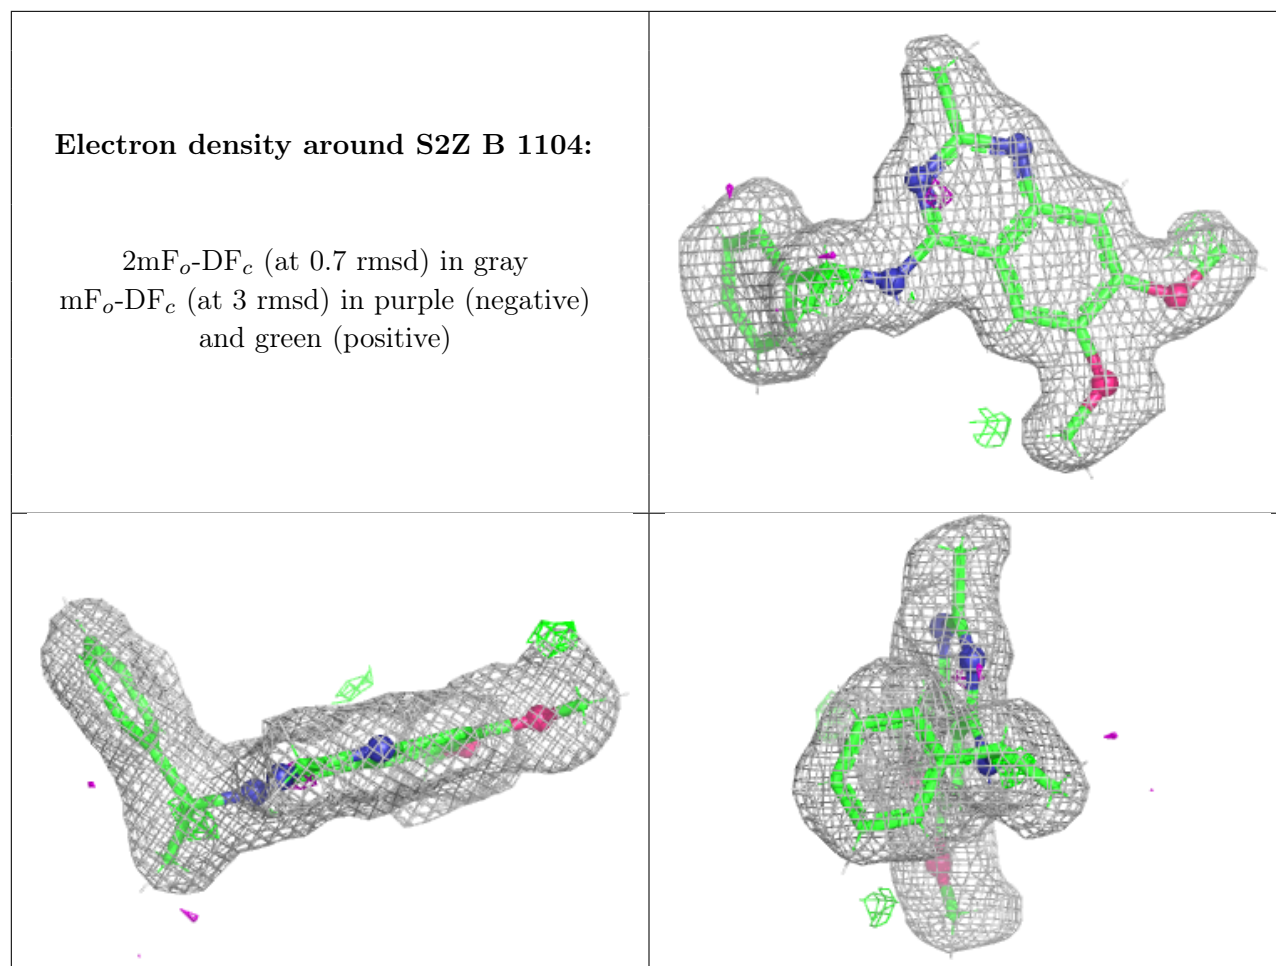 Electron density around S2Z B 1104:
2mFₒ-DF𝒸 (at 0.7 rmsd) in gray
mFₒ-DF𝒸 (at 3 rmsd) in purple (negative)
and green (positive)